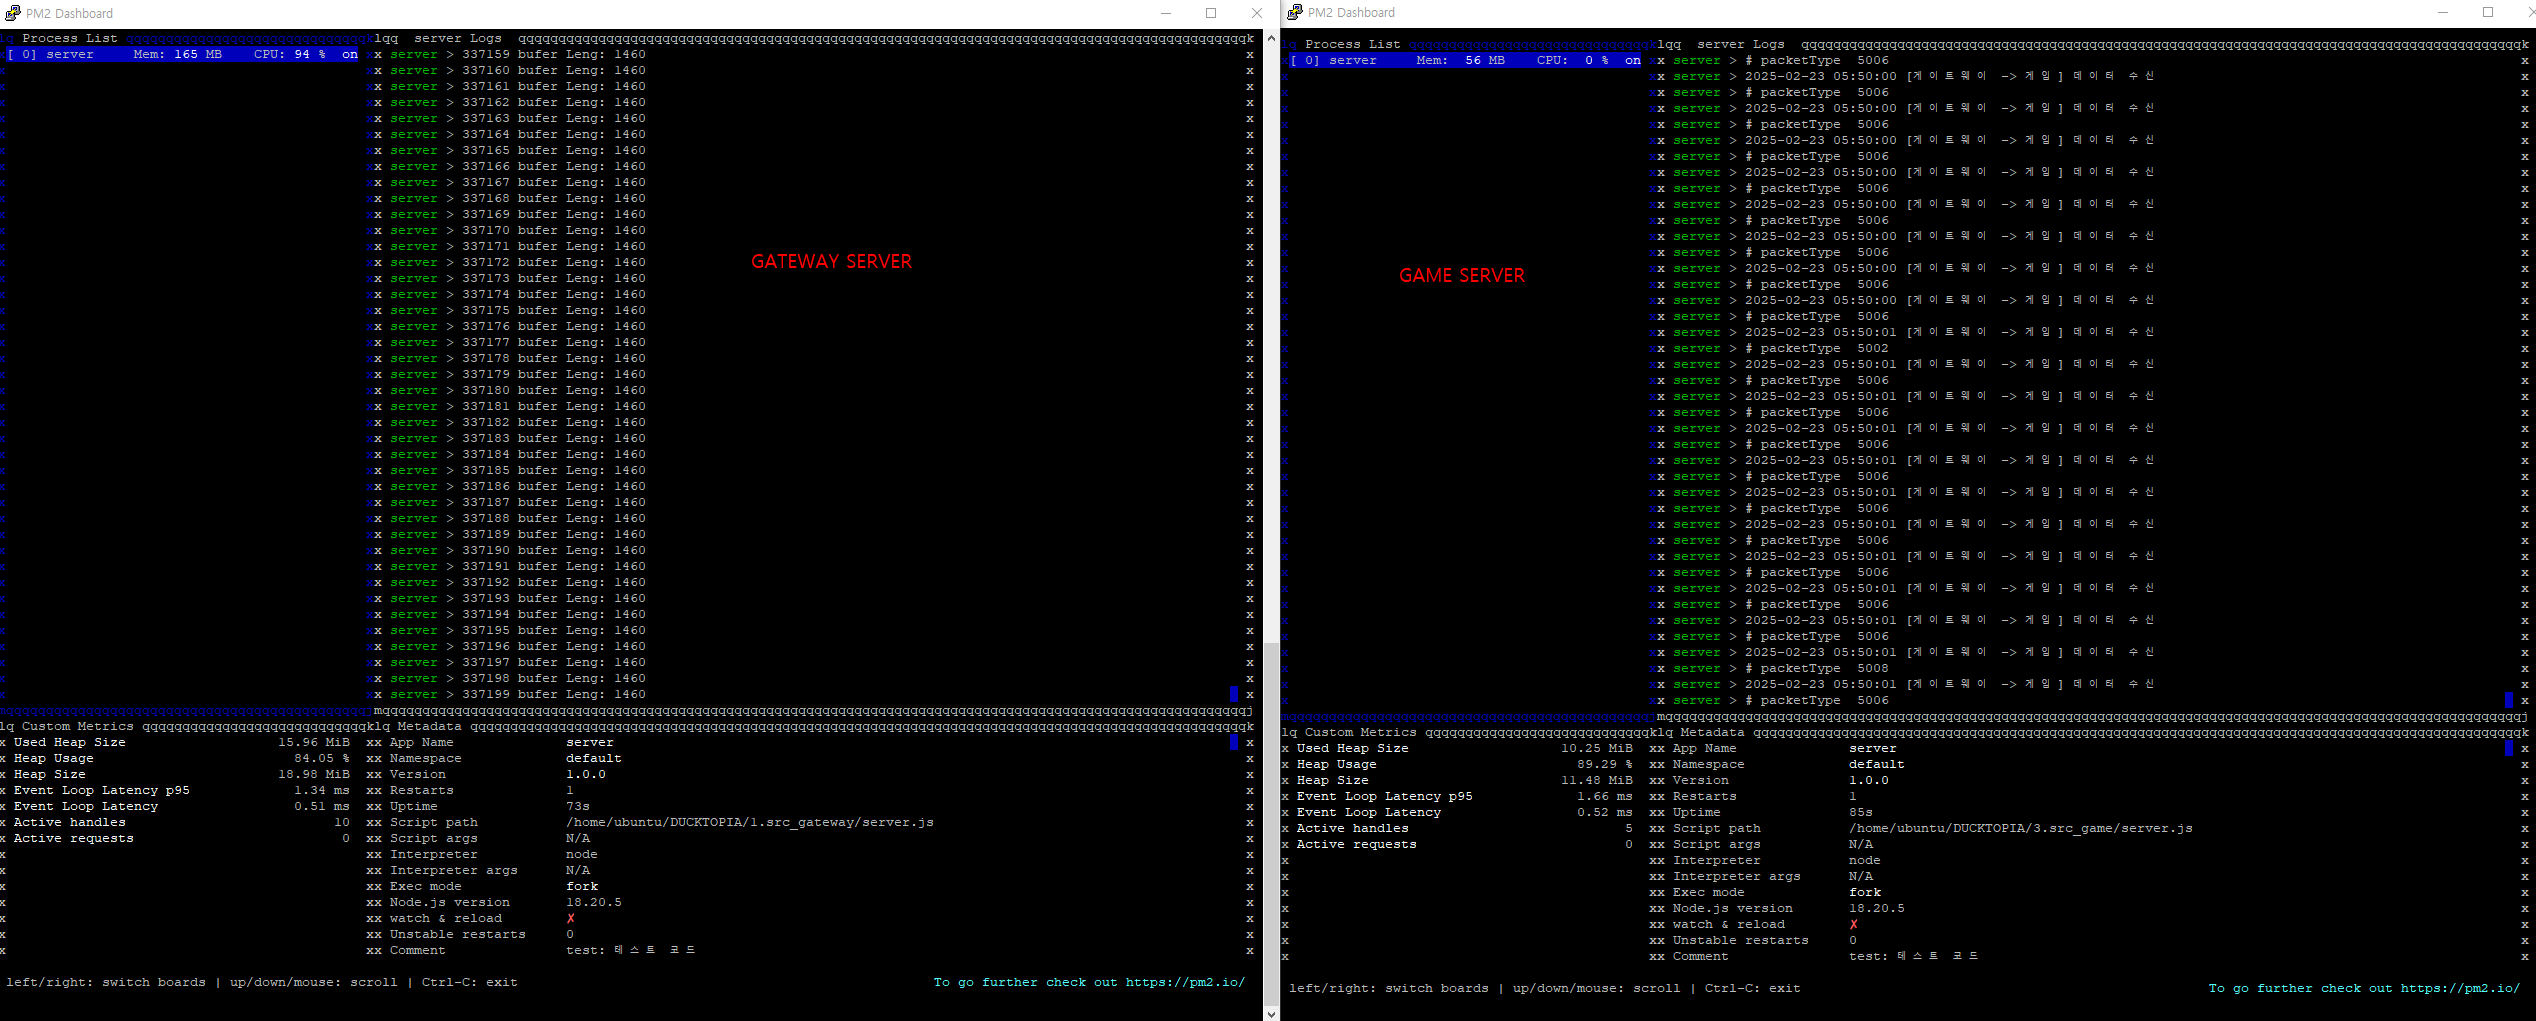 PM2 Dashboard
lq Process List qqqqqqqqqqqqqqqqqqqqqqqqqqqqqk
[ 0] server Mem: 165 MB CPU: 94 % on
lqq server Logs qqqqqqqqqqqqqqqqqqqqqqqqqqqqqqqqqqqqqqqqqqqqqqqqqqqqqqqqqqqqqqqqqqqqqqqqqqqqqqqqqqqqqqqqqqqk
server > 337159 bufer Leng: 1460
server > 337160 bufer Leng: 1460
server > 337161 bufer Leng: 1460
server > 337162 bufer Leng: 1460
server > 337163 bufer Leng: 1460
server > 337164 bufer Leng: 1460
server > 337165 bufer Leng: 1460
server > 337166 bufer Leng: 1460
server > 337167 bufer Leng: 1460
server > 337168 bufer Leng: 1460
server > 337169 bufer Leng: 1460
server > 337170 bufer Leng: 1460
server > 337171 bufer Leng: 1460
server > 337172 bufer Leng: 1460
server > 337173 bufer Leng: 1460
server > 337174 bufer Leng: 1460
server > 337175 bufer Leng: 1460
server > 337176 bufer Leng: 1460
server > 337177 bufer Leng: 1460
server > 337178 bufer Leng: 1460
server > 337179 bufer Leng: 1460
server > 337180 bufer Leng: 1460
server > 337181 bufer Leng: 1460
server > 337182 bufer Leng: 1460
server > 337183 bufer Leng: 1460
server > 337184 bufer Leng: 1460
server > 337185 bufer Leng: 1460
server > 337186 bufer Leng: 1460
server > 337187 bufer Leng: 1460
server > 337188 bufer Leng: 1460
server > 337189 bufer Leng: 1460
server > 337190 bufer Leng: 1460
server > 337191 bufer Leng: 1460
server > 337192 bufer Leng: 1460
server > 337193 bufer Leng: 1460
server > 337194 bufer Leng: 1460
server > 337195 bufer Leng: 1460
server > 337196 bufer Leng: 1460
server > 337197 bufer Leng: 1460
server > 337198 bufer Leng: 1460
server > 337199 bufer Leng: 1460
GATEWAY SERVER
lq Custom Metrics qqqqqqqqqqqqqqqqqqqqqqqqqqqk
Used Heap Size 15.96 MiB
Heap Usage 84.05 %
Heap Size 18.98 MiB
Event Loop Latency p95 1.34 ms
Event Loop Latency 0.51 ms
Active handles 10
Active requests 0
lq Metadata qqqqqqqqqqqqqqqqqqqqqqqqqqqqqqqqqqqqqqqqqqqqqqqqqqqqqqqqqqqqqqqqqqqqqqqqqqqqqqqqqqqqqqqqqqqqqqqqk
App Name server
Namespace default
Version 1.0.0
Restarts 1
Uptime 73s
Script path /home/ubuntu/DUCKTOPIA/1.src_gateway/server.js
Script args N/A
Interpreter node
Interpreter args N/A
Exec mode fork
Node.js version 18.20.5
watch & reload ✗
Unstable restarts 0
Comment test: 테스트 코드
left/right: switch boards | up/down/mouse: scroll | Ctrl-C: exit
To go further check out https://pm2.io/
PM2 Dashboard
lq Process List qqqqqqqqqqqqqqqqqqqqqqqqqqqqqk
[ 0] server Mem: 56 MB CPU: 0 % on
lqq server Logs qqqqqqqqqqqqqqqqqqqqqqqqqqqqqqqqqqqqqqqqqqqqqqqqqqqqqqqqqqqqqqqqqqqqqqqqqqqqqqqqqqqqqqqqqqk
server > # packetType 5006
server > 2025-02-23 05:50:00 [게이트웨이 -> 게임] 데이터 수신
server > # packetType 5006
server > 2025-02-23 05:50:00 [게이트웨이 -> 게임] 데이터 수신
server > # packetType 5006
server > 2025-02-23 05:50:00 [게이트웨이 -> 게임] 데이터 수신
server > # packetType 5006
server > 2025-02-23 05:50:00 [게이트웨이 -> 게임] 데이터 수신
server > # packetType 5006
server > 2025-02-23 05:50:00 [게이트웨이 -> 게임] 데이터 수신
server > # packetType 5006
server > 2025-02-23 05:50:00 [게이트웨이 -> 게임] 데이터 수신
server > # packetType 5006
server > 2025-02-23 05:50:00 [게이트웨이 -> 게임] 데이터 수신
server > # packetType 5006
server > 2025-02-23 05:50:00 [게이트웨이 -> 게임] 데이터 수신
server > # packetType 5006
server > 2025-02-23 05:50:01 [게이트웨이 -> 게임] 데이터 수신
server > # packetType 5002
server > 2025-02-23 05:50:01 [게이트웨이 -> 게임] 데이터 수신
server > # packetType 5006
server > 2025-02-23 05:50:01 [게이트웨이 -> 게임] 데이터 수신
server > # packetType 5006
server > 2025-02-23 05:50:01 [게이트웨이 -> 게임] 데이터 수신
server > # packetType 5006
server > 2025-02-23 05:50:01 [게이트웨이 -> 게임] 데이터 수신
server > # packetType 5006
server > 2025-02-23 05:50:01 [게이트웨이 -> 게임] 데이터 수신
server > # packetType 5006
server > 2025-02-23 05:50:01 [게이트웨이 -> 게임] 데이터 수신
server > # packetType 5006
server > 2025-02-23 05:50:01 [게이트웨이 -> 게임] 데이터 수신
server > # packetType 5006
server > 2025-02-23 05:50:01 [게이트웨이 -> 게임] 데이터 수신
server > # packetType 5006
server > 2025-02-23 05:50:01 [게이트웨이 -> 게임] 데이터 수신
server > # packetType 5006
server > 2025-02-23 05:50:01 [게이트웨이 -> 게임] 데이터 수신
server > # packetType 5008
server > 2025-02-23 05:50:01 [게이트웨이 -> 게임] 데이터 수신
server > # packetType 5006
GAME SERVER
lq Custom Metrics qqqqqqqqqqqqqqqqqqqqqqqqqqqk
Used Heap Size 10.25 MiB
Heap Usage 89.29 %
Heap Size 11.48 MiB
Event Loop Latency p95 1.66 ms
Event Loop Latency 0.52 ms
Active handles 5
Active requests 0
lq Metadata qqqqqqqqqqqqqqqqqqqqqqqqqqqqqqqqqqqqqqqqqqqqqqqqqqqqqqqqqqqqqqqqqqqqqqqqqqqqqqqqqqqqqqqqqqqqqqqk
App Name server
Namespace default
Version 1.0.0
Restarts 1
Uptime 85s
Script path /home/ubuntu/DUCKTOPIA/3.src_game/server.js
Script args N/A
Interpreter node
Interpreter args N/A
Exec mode fork
Node.js version 18.20.5
watch & reload ✗
Unstable restarts 0
Comment test: 테스트 코드
left/right: switch boards | up/down/mouse: scroll | Ctrl-C: exit
To go further check out https://pm2.io/